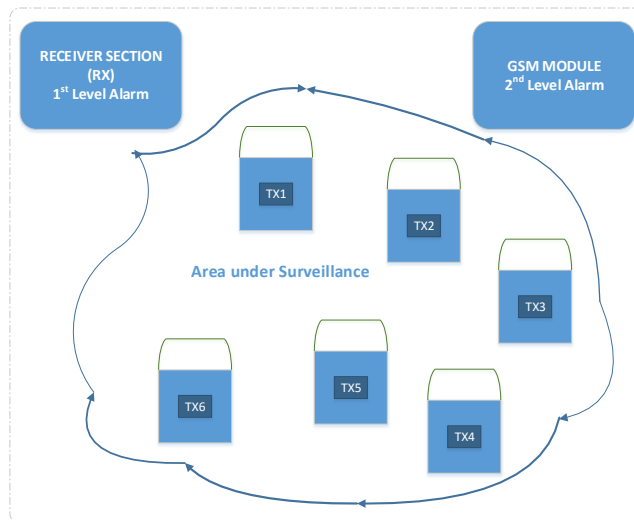 RECEIVER SECTION
(RX)
1st Level Alarm
GSM MODULE
2nd Level Alarm
TX1
TX2
Area under Surveillance
TX3
TX5
TX6
TX4